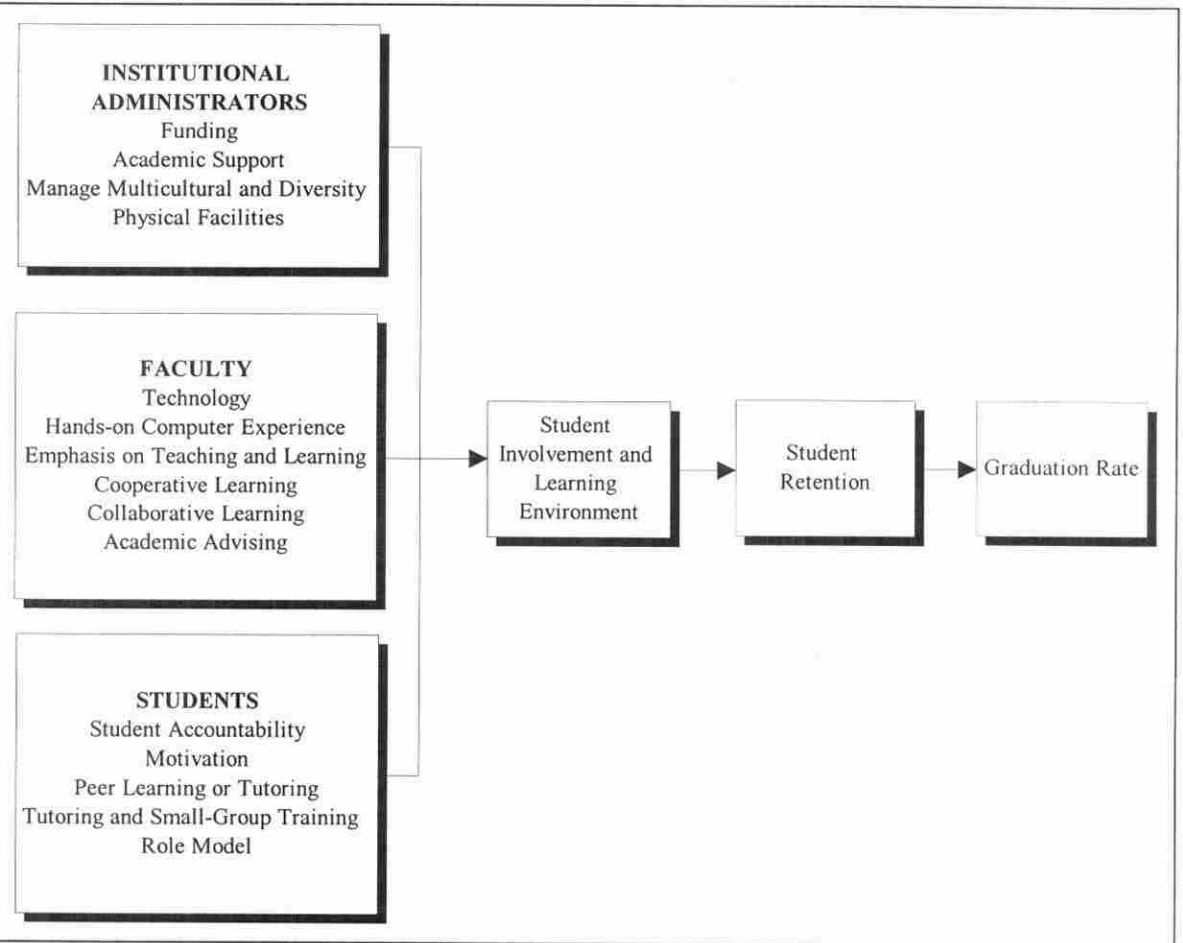 INSTITUTIONAL
ADMINISTRATORS
Funding
Academic Support
Manage Multicultural and Diversity
Physical Facilities
FACULTY
Technology
Hands-on Computer Experience
Emphasis on Teaching and Learning
Cooperative Learning
Collaborative Learning
Academic Advising
STUDENTS
Student Accountability
Motivation
Peer Learning or Tutoring
Tutoring and Small-Group Training
Role Model
Student
Involvement and
Learning
Environment
Student
Retention
Graduation Rate